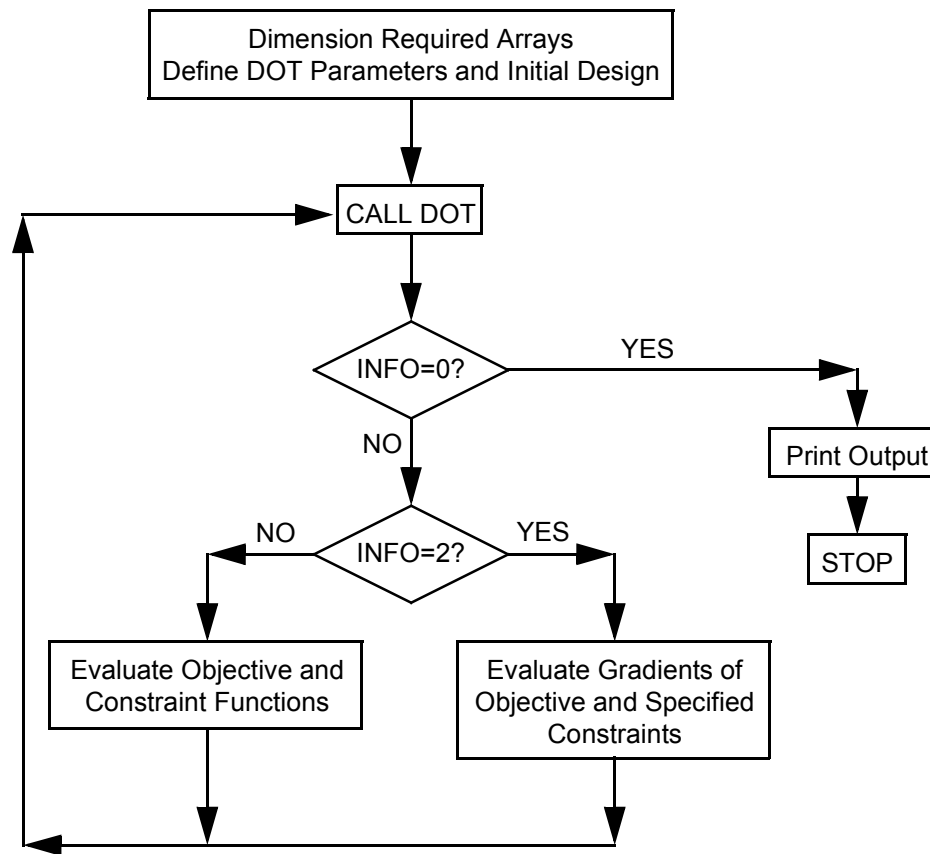 Dimension Required Arrays
Define DOT Parameters and Initial Design
CALL DOT
INFO=0?
YES
NO
Print Output
STOP
INFO=2?
NO
YES
Evaluate Objective and
Constraint Functions
Evaluate Gradients of
Objective and Specified
Constraints